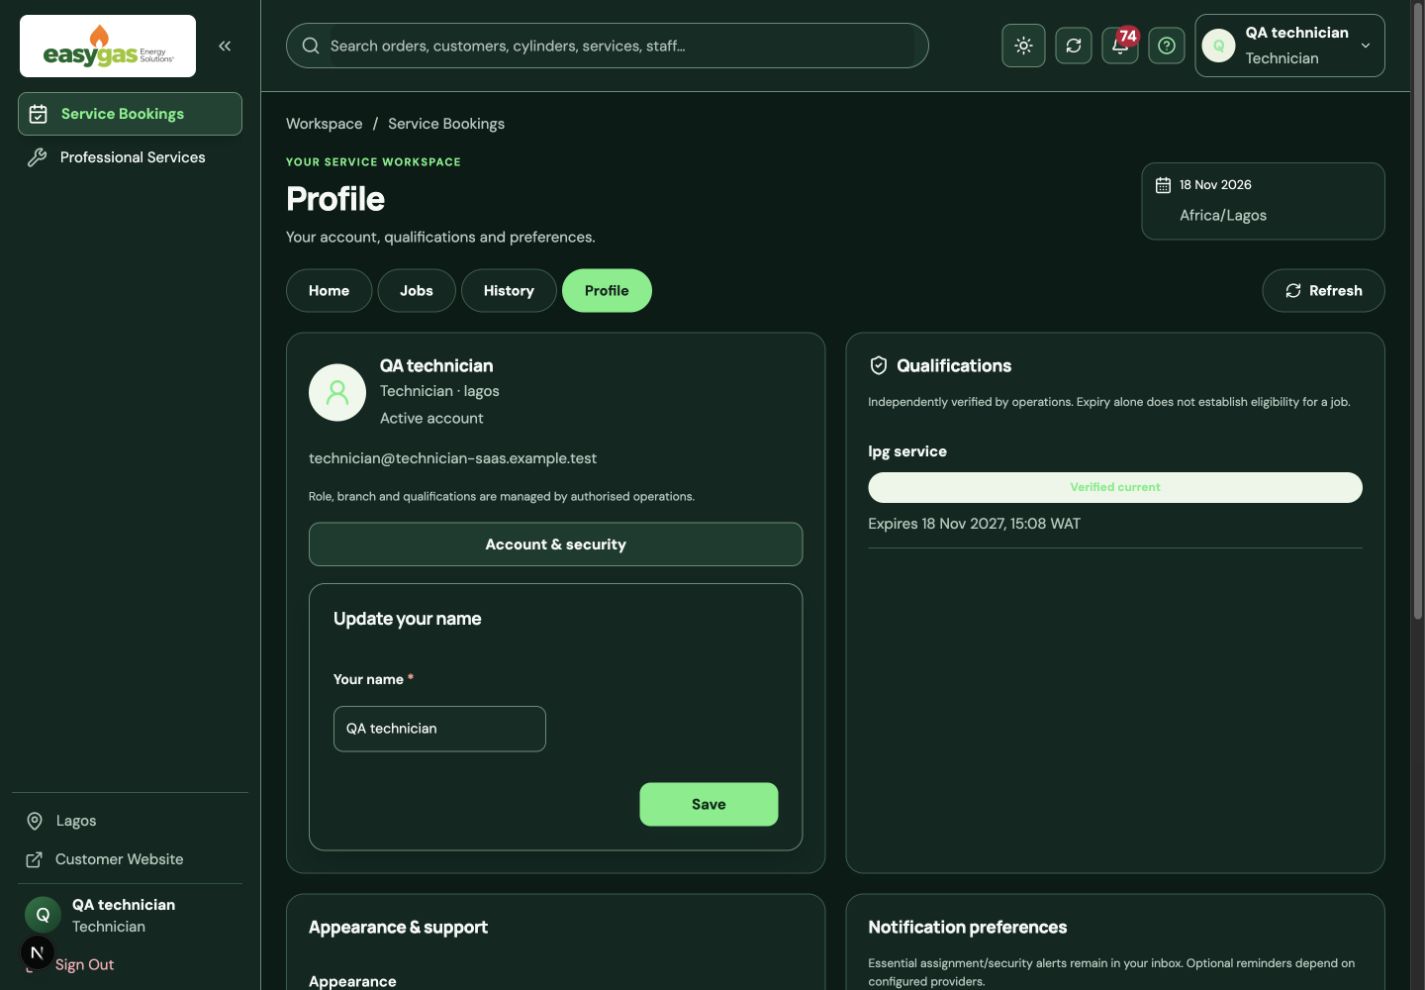 easygas Energy Solutions
Search orders, customers, cylinders, services, staff...
74
Q
QA technician
Technician
Service Bookings
Professional Services
Workspace / Service Bookings
YOUR SERVICE WORKSPACE
Profile
Your account, qualifications and preferences.
18 Nov 2026
Africa/Lagos
Home
Jobs
History
Profile
Refresh
QA technician
Technician · lagos
Active account
technician@technician-saas.example.test
Role, branch and qualifications are managed by authorised operations.
Account & security
Update your name
Your name *
QA technician
Save
Qualifications
Independently verified by operations. Expiry alone does not establish eligibility for a job.
lpg service
Verified current
Expires 18 Nov 2027, 15:08 WAT
Appearance & support
Appearance
Notification preferences
Essential assignment/security alerts remain in your inbox. Optional reminders depend on
configured providers.
Lagos
Customer Website
Q
QA technician
Technician
N
Sign Out